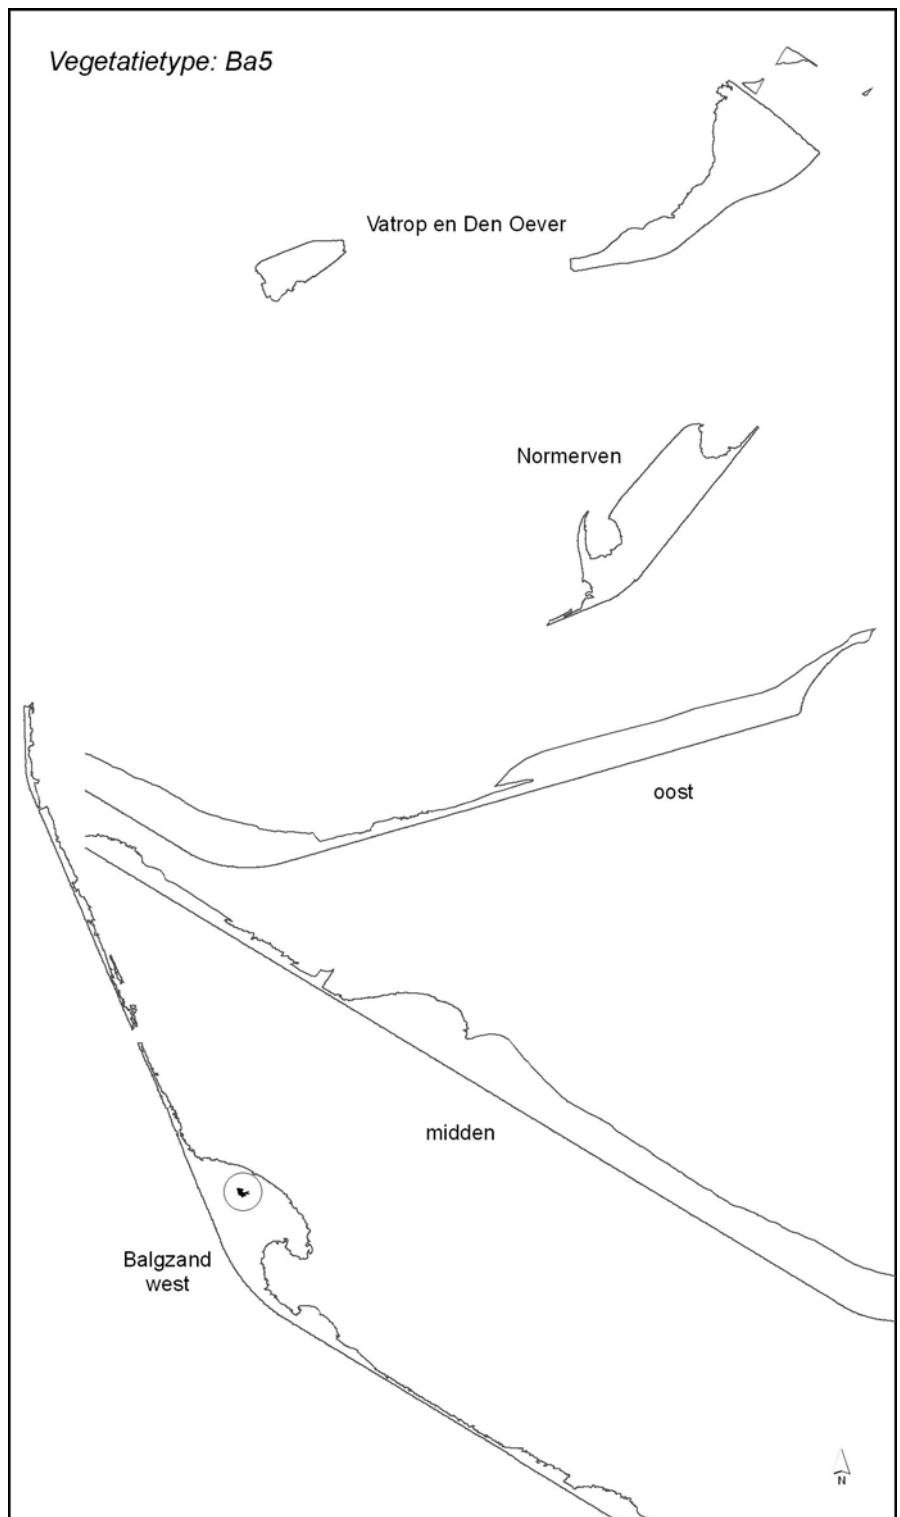 Vegetatietype: Ba5
Vatrop en Den Oever
Normerven
oost
midden
Balgzand
west
N